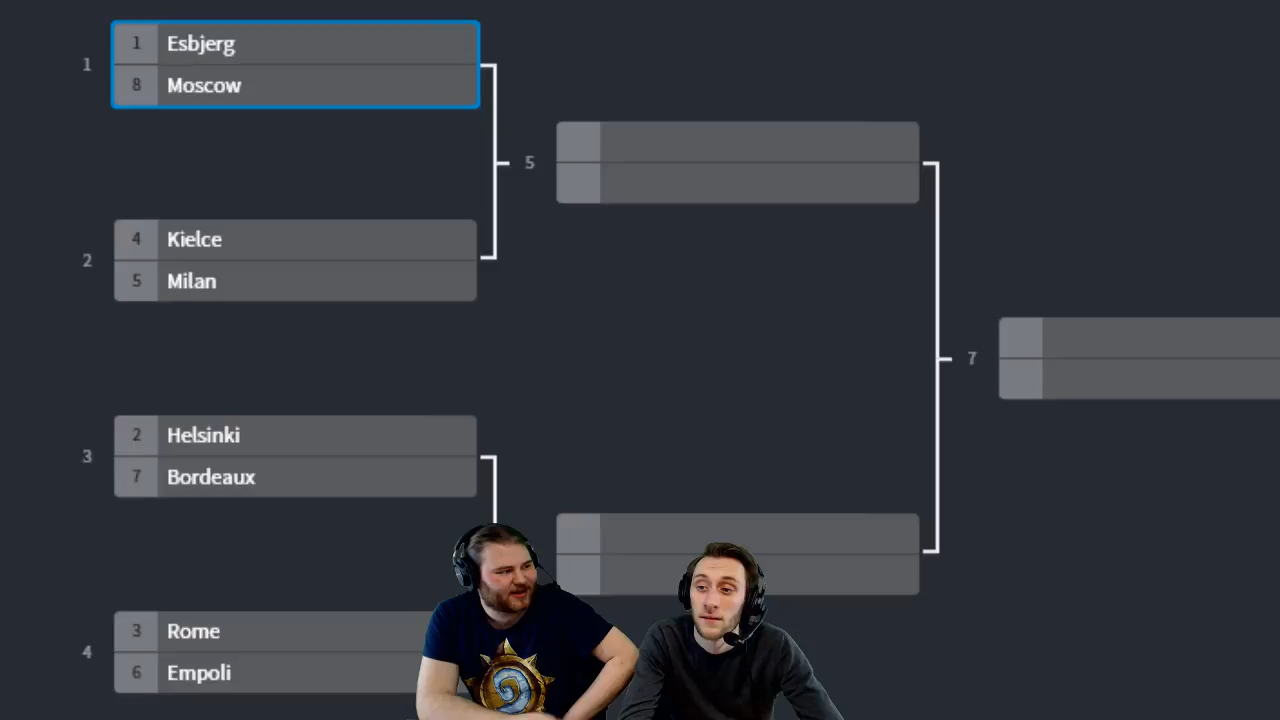 1
1 Esbjerg
8 Moscow
5
2
4 Kielce
5 Milan
7
3
2 Helsinki
7 Bordeaux
4
3 Rome
6 Empoli